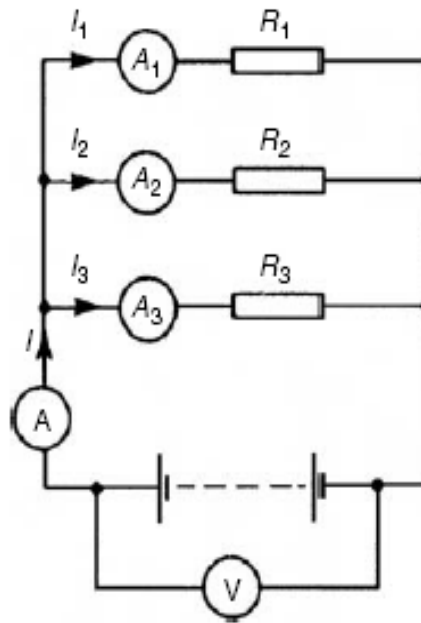 I₁ R₁
A₁
I₂ R₂
A₂
I₃ R₃
A₃
I
A
V